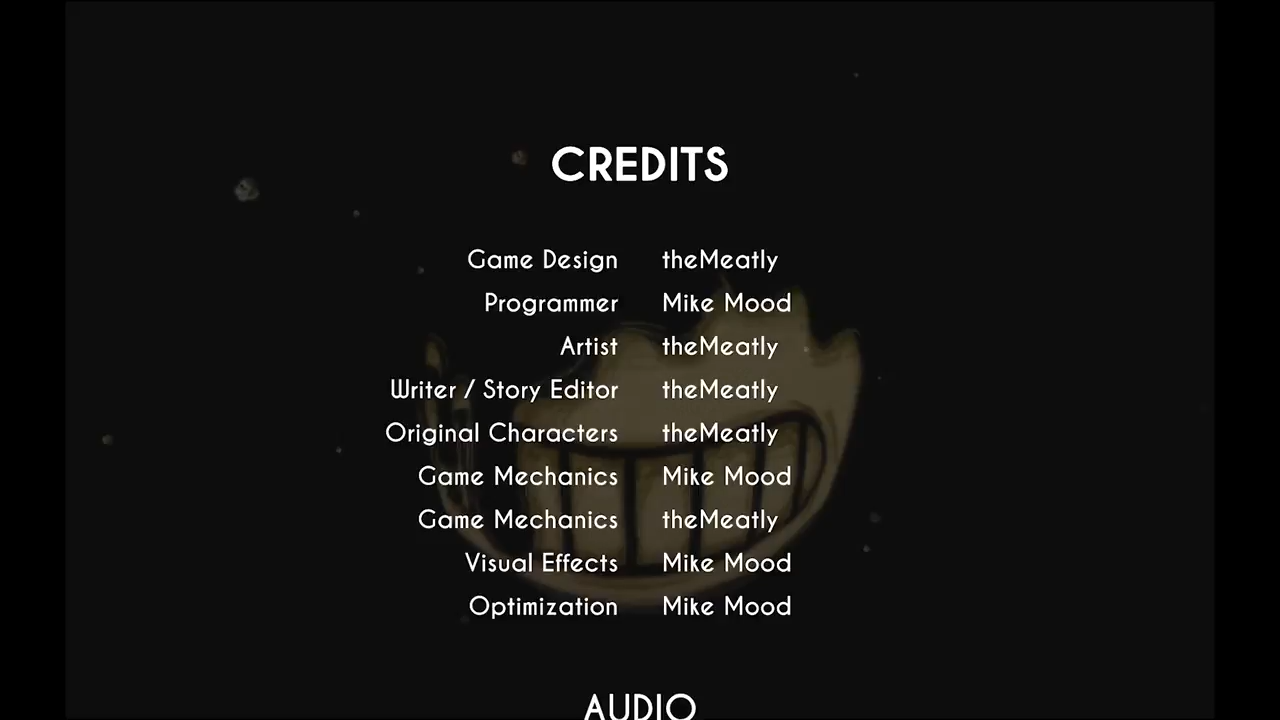 CREDITS
Game Design theMeatly
Programmer Mike Mood
Artist theMeatly
Writer / Story Editor theMeatly
Original Characters theMeatly
Game Mechanics Mike Mood
Game Mechanics theMeatly
Visual Effects Mike Mood
Optimization Mike Mood
AUDIO